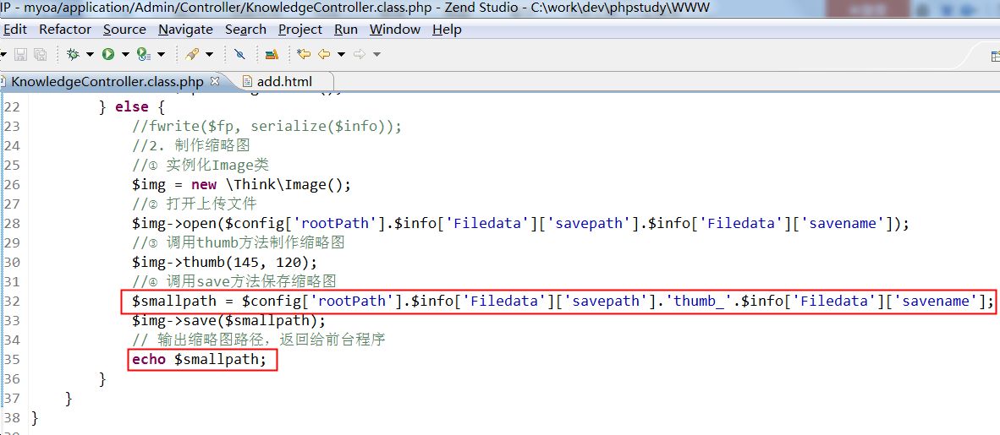 IP - myoa/application/Admin/Controller/KnowledgeController.class.php - Zend Studio - C:\work\dev\phpstudy\WWW
Edit Refactor Source Navigate Search Project Run Window Help
KnowledgeController.class.php add.html
22 } else {
23 //fwrite($fp, serialize($info));
24 //2. 制作缩略图
25 //① 实例化Image类
26 $img = new \Think\Image();
27 //② 打开上传文件
28 $img->open($config['rootPath'].$info['Filedata']['savepath'].$info['Filedata']['savename']);
29 //③ 调用thumb方法制作缩略图
30 $img->thumb(145, 120);
31 //④ 调用save方法保存缩略图
32 $smallpath = $config['rootPath'].$info['Filedata']['savepath'].'thumb_'.$info['Filedata']['savename'];
33 $img->save($smallpath);
34 // 输出缩略图路径，返回给前台程序
35 echo $smallpath;
36 }
37 }
38 }